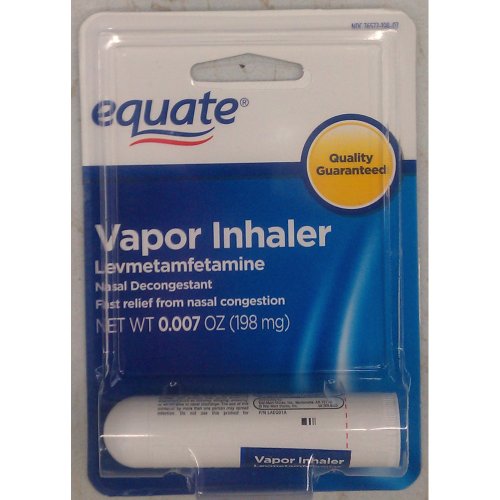 equate®
Quality
Guaranteed
Vapor Inhaler
Levmetamfetamine
Nasal Decongestant
Fast relief from nasal congestion
NET WT 0.007 OZ (198 mg)
Vapor Inhaler
Levmetamfetamine